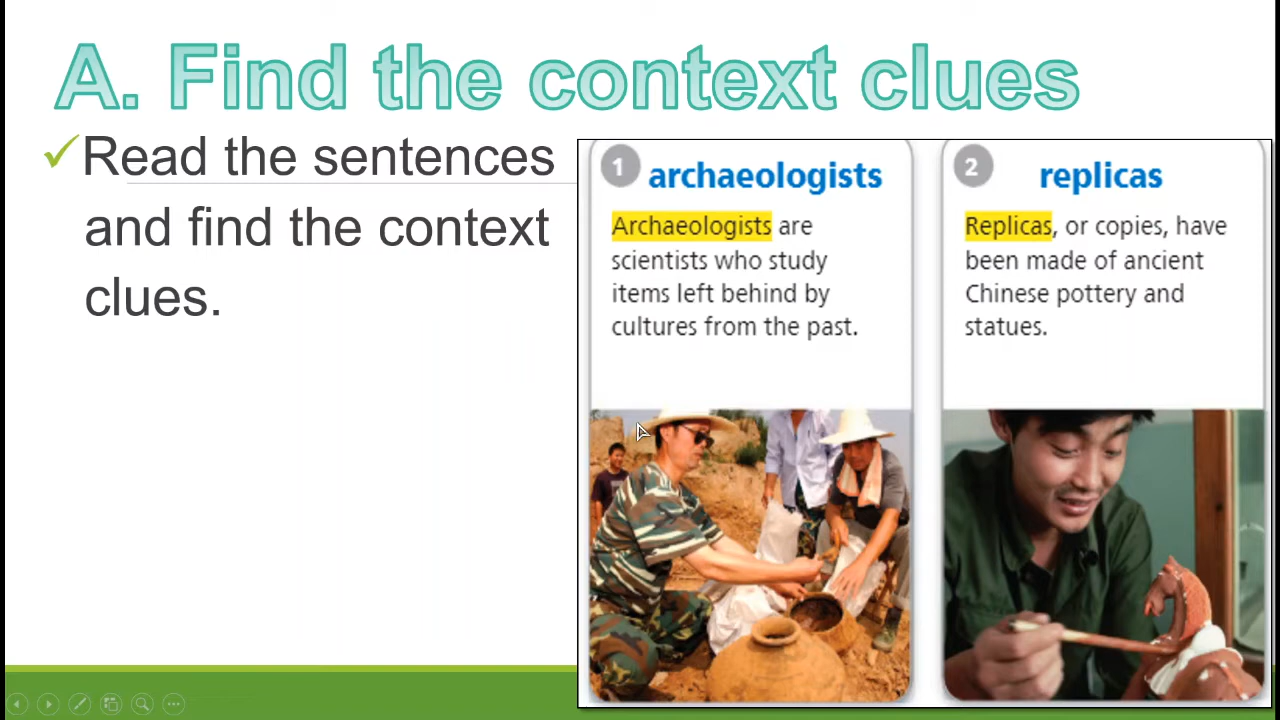 A. Find the context clues
✓Read the sentences
and find the context
clues.
1 archaeologists
Archaeologists are
scientists who study
items left behind by
cultures from the past.
2 replicas
Replicas, or copies, have
been made of ancient
Chinese pottery and
statues.